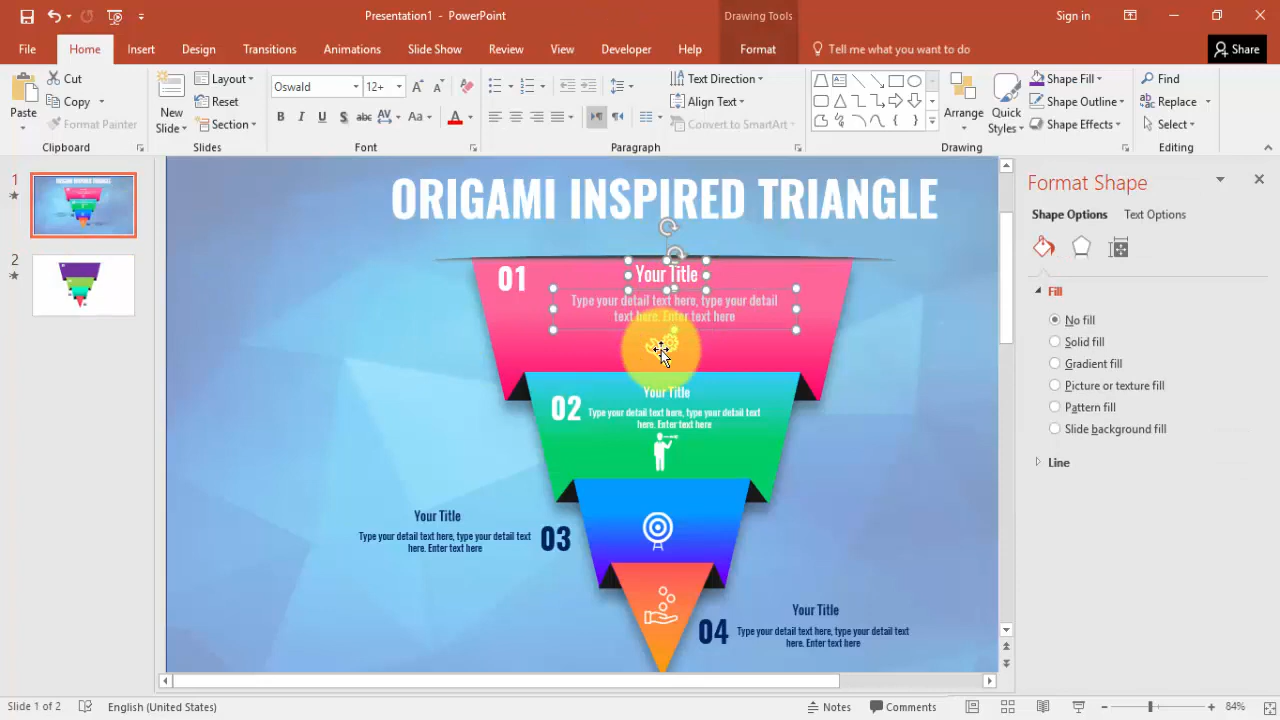 Presentation1 - PowerPoint
Drawing Tools
Sign in
File
Home
Insert
Design
Transitions
Animations
Slide Show
Review
View
Developer
Help
Format
Tell me what you want to do
Share
Paste
Cut
Copy
Format Painter
Clipboard
New
Slide
Layout
Reset
Section
Slides
Oswald
12+
B I U S abc AV Aa A
Font
Text Direction
Align Text
Convert to SmartArt
Paragraph
Arrange
Quick
Styles
Shape Fill
Shape Outline
Shape Effects
Drawing
Find
Replace
Select
Editing
1
2
ORIGAMI INSPIRED TRIANGLE
01
Your Title
Type your detail text here, type your detail
text here. Enter text here
02
Your Title
Type your detail text here, type your detail text
here. Enter text here
Your Title
Type your detail text here, type your detail text
here. Enter text here
03
04
Your Title
Type your detail text here, type your detail text
here. Enter text here
Format Shape
Shape Options
Text Options
Fill
No fill
Solid fill
Gradient fill
Picture or texture fill
Pattern fill
Slide background fill
Line
Slide 1 of 2
English (United States)
Notes
Comments
84%